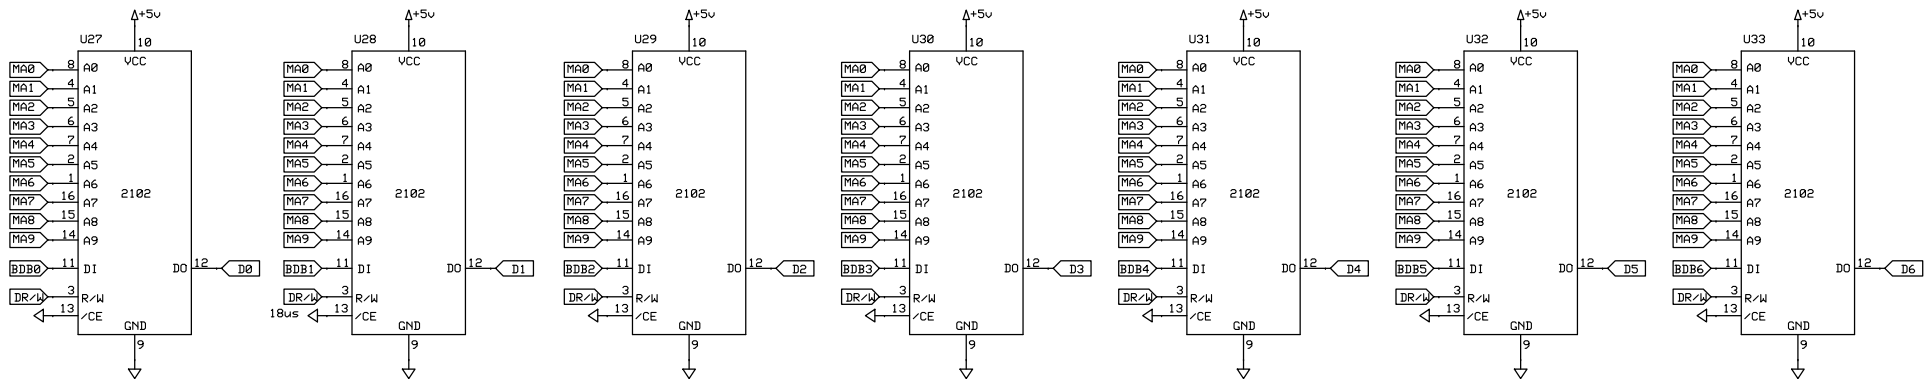 +5v +5v +5v +5v +5v +5v +5v
U27 10 U28 10 U29 10 U30 10 U31 10 U32 10 U33 10
VCC VCC VCC VCC VCC VCC VCC
MA0 8 A0 MA0 8 A0 MA0 8 A0 MA0 8 A0 MA0 8 A0 MA0 8 A0 MA0 8 A0
MA1 4 A1 MA1 4 A1 MA1 4 A1 MA1 4 A1 MA1 4 A1 MA1 4 A1 MA1 4 A1
MA2 5 A2 MA2 5 A2 MA2 5 A2 MA2 5 A2 MA2 5 A2 MA2 5 A2 MA2 5 A2
MA3 6 A3 MA3 6 A3 MA3 6 A3 MA3 6 A3 MA3 6 A3 MA3 6 A3 MA3 6 A3
MA4 7 A4 MA4 7 A4 MA4 7 A4 MA4 7 A4 MA4 7 A4 MA4 7 A4 MA4 7 A4
MA5 2 A5 MA5 2 A5 MA5 2 A5 MA5 2 A5 MA5 2 A5 MA5 2 A5 MA5 2 A5
MA6 1 A6 MA6 1 A6 MA6 1 A6 MA6 1 A6 MA6 1 A6 MA6 1 A6 MA6 1 A6
2102 2102 2102 2102 2102 2102 2102
MA7 16 A7 MA7 16 A7 MA7 16 A7 MA7 16 A7 MA7 16 A7 MA7 16 A7 MA7 16 A7
MA8 15 A8 MA8 15 A8 MA8 15 A8 MA8 15 A8 MA8 15 A8 MA8 15 A8 MA8 15 A8
MA9 14 A9 MA9 14 A9 MA9 14 A9 MA9 14 A9 MA9 14 A9 MA9 14 A9 MA9 14 A9
BDB0 11 DI DO 12 D0 BDB1 11 DI DO 12 D1 BDB2 11 DI DO 12 D2 BDB3 11 DI DO 12 D3 BDB4 11 DI DO 12 D4 BDB5 11 DI DO 12 D5 BDB6 11 DI DO 12 D6
DR/W 3 R/W DR/W 3 R/W DR/W 3 R/W DR/W 3 R/W DR/W 3 R/W DR/W 3 R/W DR/W 3 R/W
13 /CE 18us 13 /CE 13 /CE 13 /CE 13 /CE 13 /CE 13 /CE
GND GND GND GND GND GND GND
9 9 9 9 9 9 9